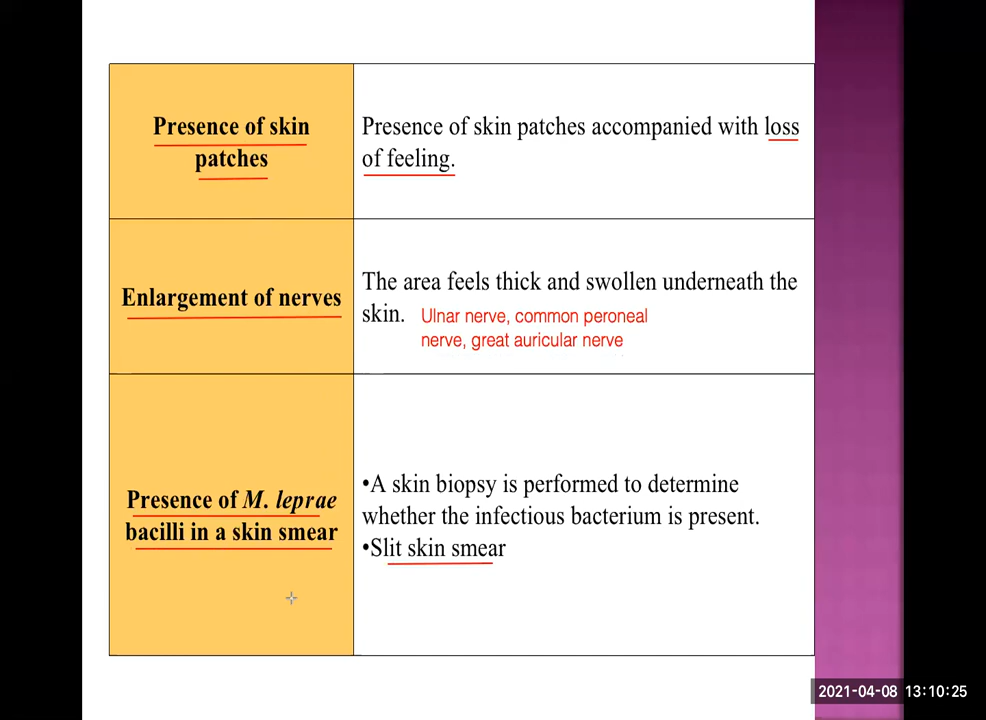 Presence of skin
patches
Presence of skin patches accompanied with loss
of feeling.
Enlargement of nerves
The area feels thick and swollen underneath the
skin. Ulnar nerve, common peroneal
nerve, great auricular nerve
Presence of M. leprae
bacilli in a skin smear
•A skin biopsy is performed to determine
whether the infectious bacterium is present.
•Slit skin smear
2021-04-08 13:10:25